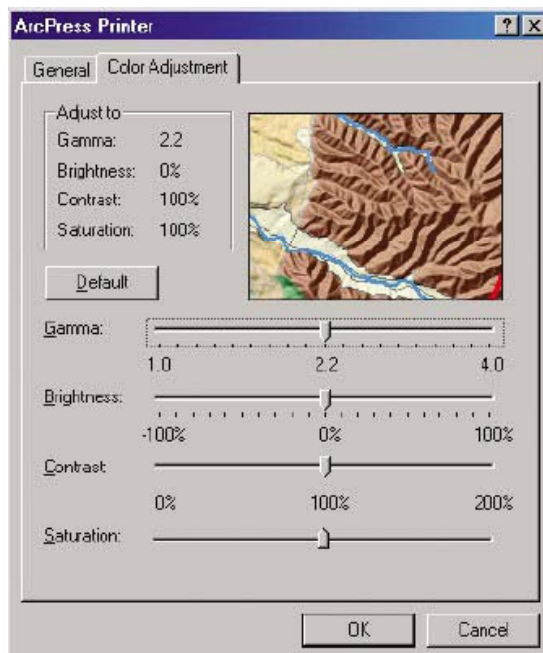 ArcPress Printer
General Color Adjustment
Adjust to
Gamma: 2.2
Brightness: 0%
Contrast: 100%
Saturation: 100%
Default
Gamma:
1.0 2.2 4.0
Brightness:
-100% 0% 100%
Contrast
0% 100% 200%
Saturation:
OK Cancel